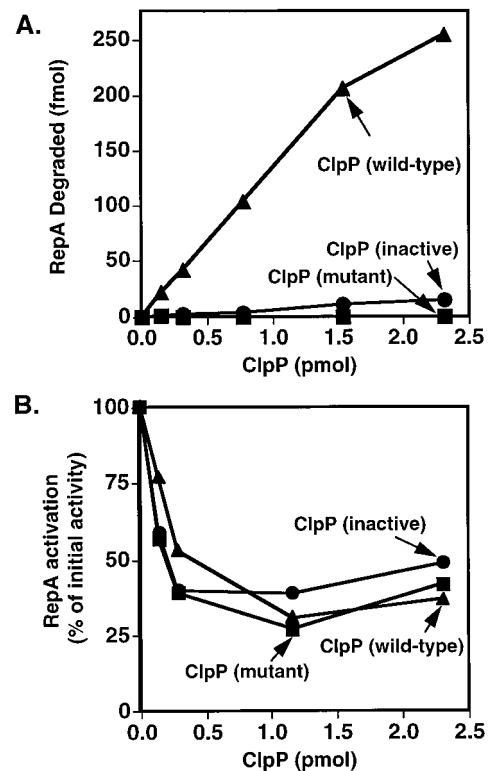 A.
RepA Degraded (fmol)
250
200
150
100
50
0
ClpP (wild-type)
ClpP (inactive)
ClpP (mutant)
0.0 0.5 1.0 1.5 2.0 2.5
ClpP (pmol)
B.
RepA activation
(% of initial activity)
100
75
50
25
0
ClpP (inactive)
ClpP (wild-type)
ClpP (mutant)
0.0 0.5 1.0 1.5 2.0 2.5
ClpP (pmol)